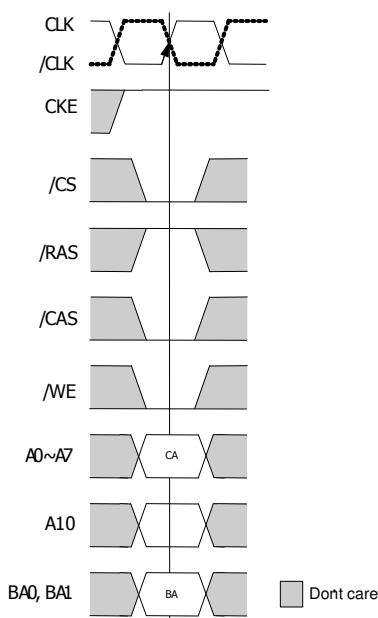 CLK
/CLK
CKE
/CS
/RAS
/CAS
/WE
A0~A7
CA
A10
BA0, BA1
BA
Dont care